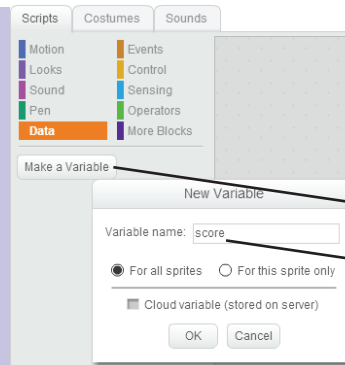 Scripts Costumes Sounds
Motion Events
Looks Control
Sound Sensing
Pen Operators
Data More Blocks
Make a Variable
New Variable
Variable name: score
For all sprites For this sprite only
Cloud variable (stored on server)
OK Cancel